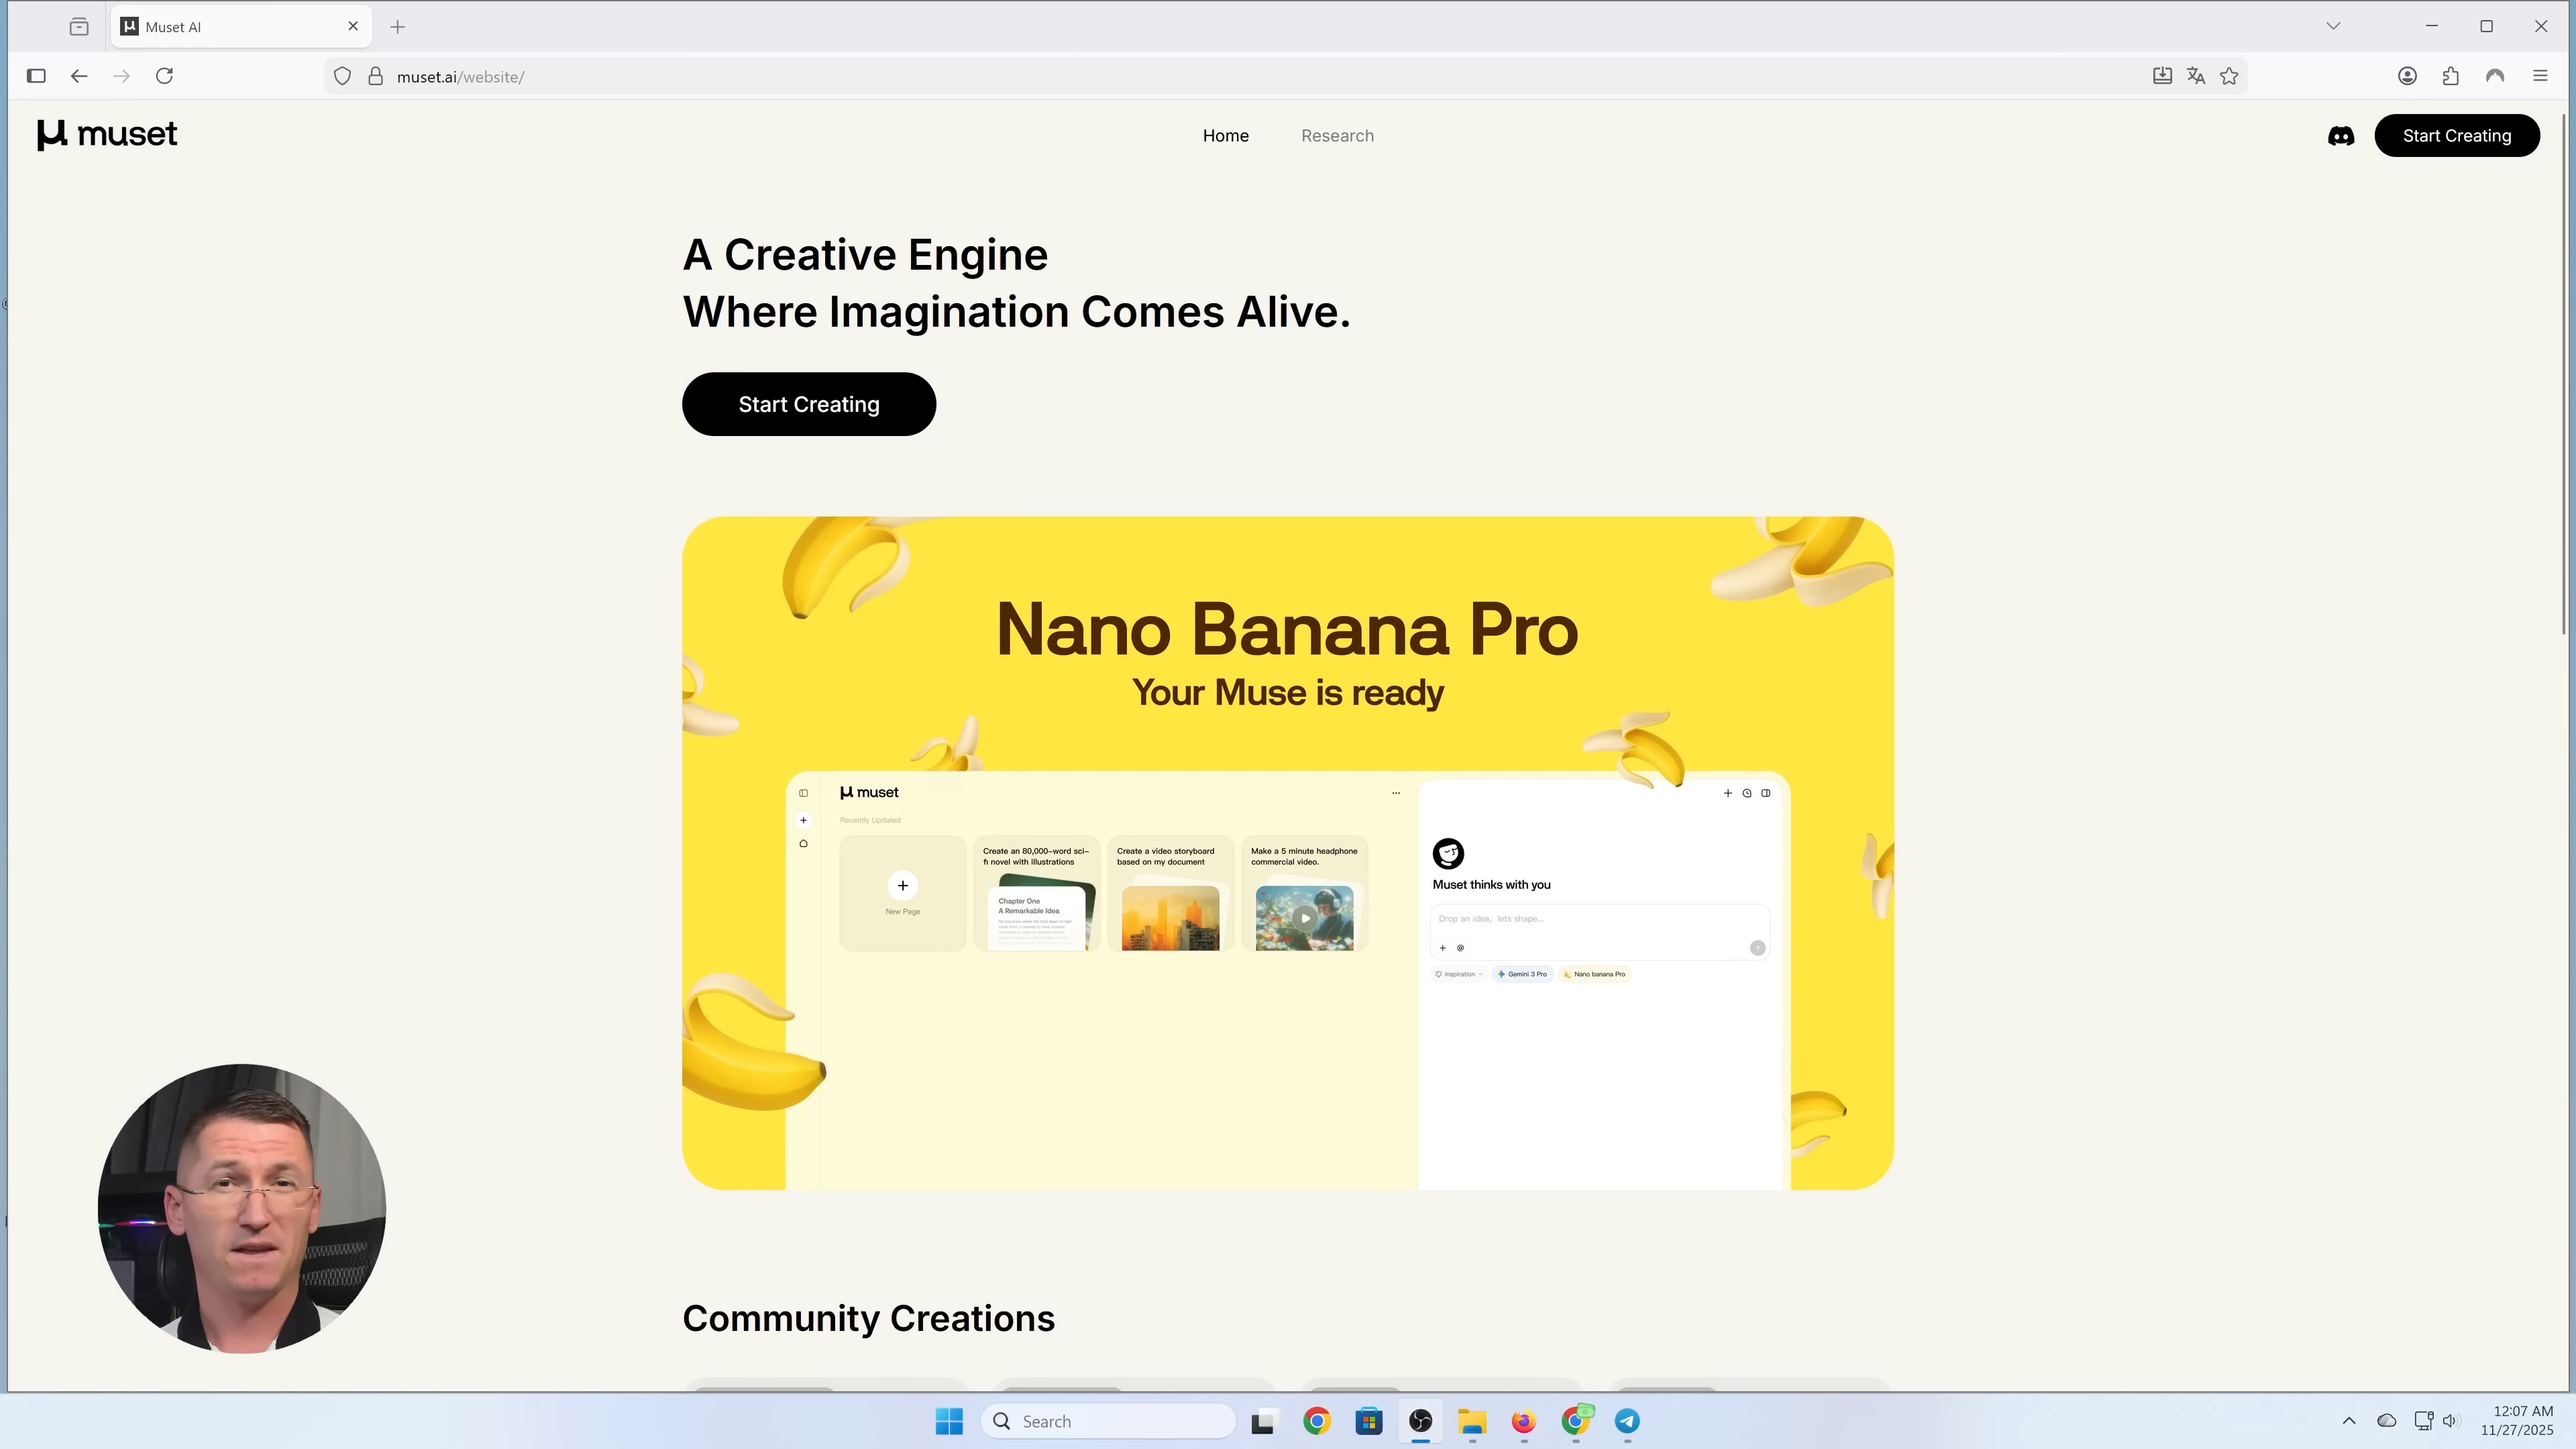 Muset AI
muset.ai/website/
µ muset
Home
Research
Start Creating
A Creative Engine
Where Imagination Comes Alive.
Start Creating
Nano Banana Pro
Your Muse is ready
µ muset
Recently Updated
New Page
Create an 80,000-word sci-
fi novel with illustrations
Chapter One
A Remarkable Idea
Create a video storyboard
based on my document
Make a 5 minute headphone
commercial video.
Muset thinks with you
Drop an idea, lets shape...
Inspiration
Gemini 3 Pro
Nano banana Pro
Community Creations
Search
12:07 AM
11/27/2025